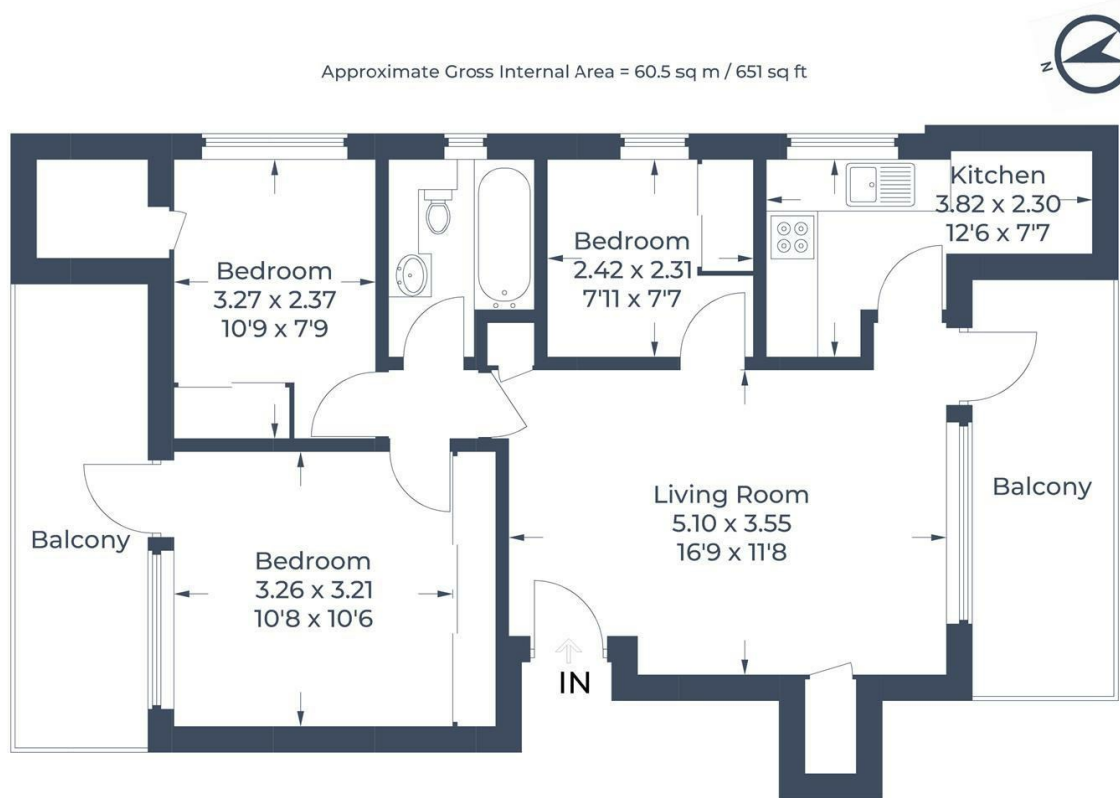 Approximate Gross Internal Area = 60.5 sq m / 651 sq ft
N
Kitchen
3.82 x 2.30
12'6 x 7'7
Bedroom
2.42 x 2.31
7'11 x 7'7
Bedroom
3.27 x 2.37
10'9 x 7'9
Living Room
5.10 x 3.55
16'9 x 11'8
Balcony
Balcony
Bedroom
3.26 x 3.21
10'8 x 10'6
IN